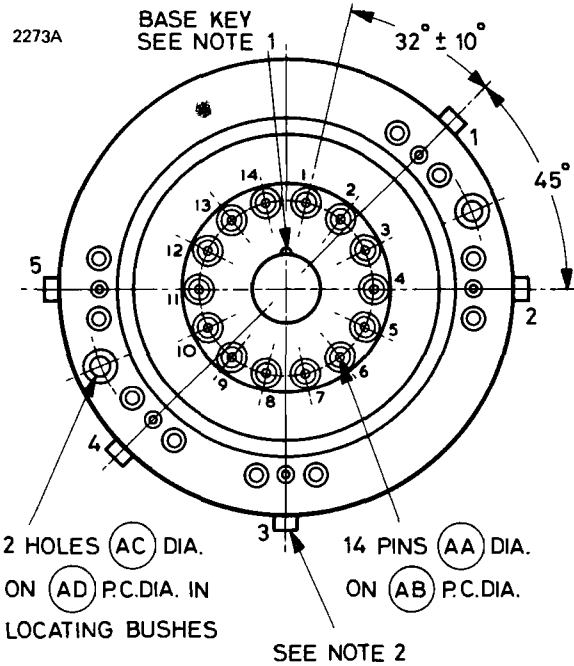 2273A
BASE KEY
SEE NOTE 1
32° ± 10°
45°
1
2
3
4
5
1
2
3
4
5
6
7
8
9
10
11
12
13
14
2 HOLES AC DIA.
ON AD P.C.DIA. IN
LOCATING BUSHES
14 PINS AA DIA.
ON AB P.C.DIA.
SEE NOTE 2